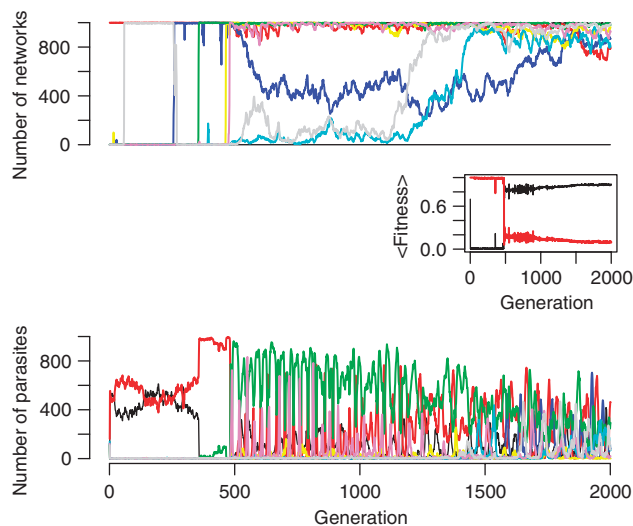 Number of networks
800
400
0
<Fitness>
0.6
0.0
0 1000 2000
Generation
Number of parasites
800
400
0
0 500 1000 1500 2000
Generation